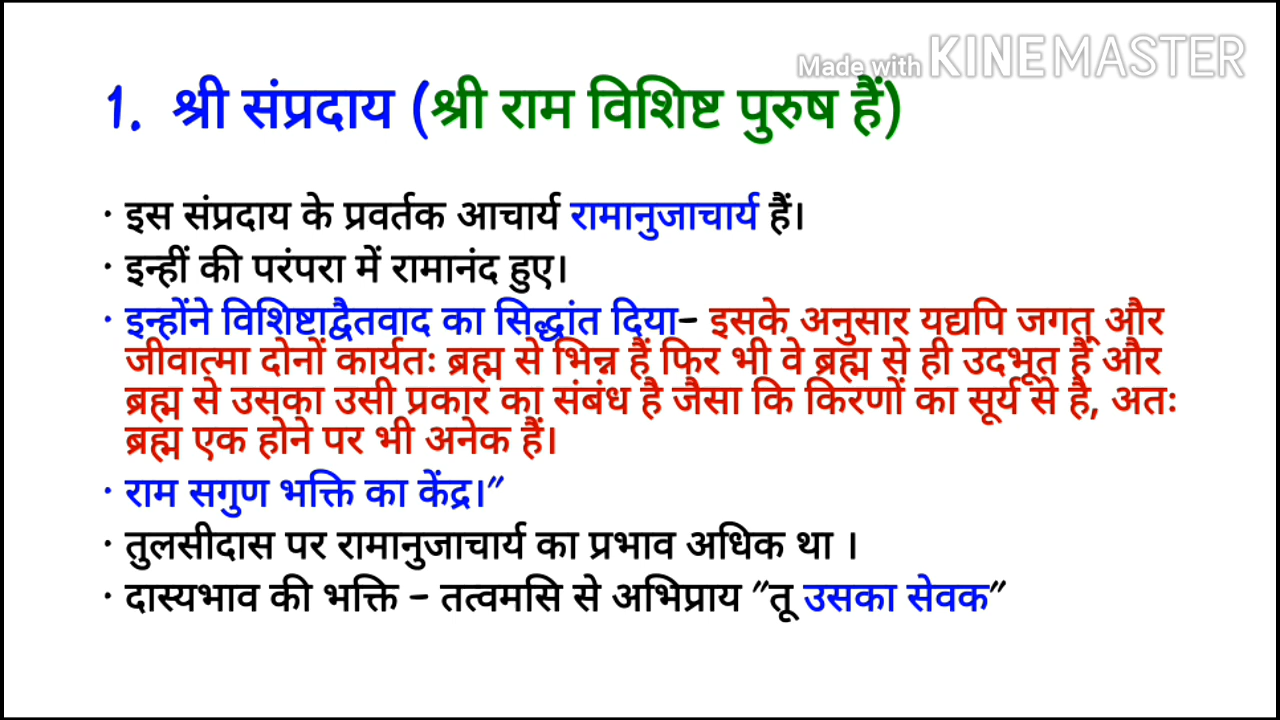 Made with KINEMASTER
1. श्री संप्रदाय (श्री राम विशिष्ट पुरुष हैं)
· इस संप्रदाय के प्रवर्तक आचार्य रामानुजाचार्य हैं।
· इन्हीं की परंपरा में रामानंद हुए।
· इन्होंने विशिष्टाद्वैतवाद का सिद्धांत दिया- इसके अनुसार यद्यपि जगत् और
जीवात्मा दोनों कार्यतः ब्रह्म से भिन्न हैं फिर भी वे ब्रह्म से ही उदभूत हैं और
ब्रह्म से उसका उसी प्रकार का संबंध है जैसा कि किरणों का सूर्य से है, अतः
ब्रह्म एक होने पर भी अनेक हैं।
· राम सगुण भक्ति का केंद्र।"
· तुलसीदास पर रामानुजाचार्य का प्रभाव अधिक था ।
· दास्यभाव की भक्ति - तत्वमसि से अभिप्राय "तू उसका सेवक"